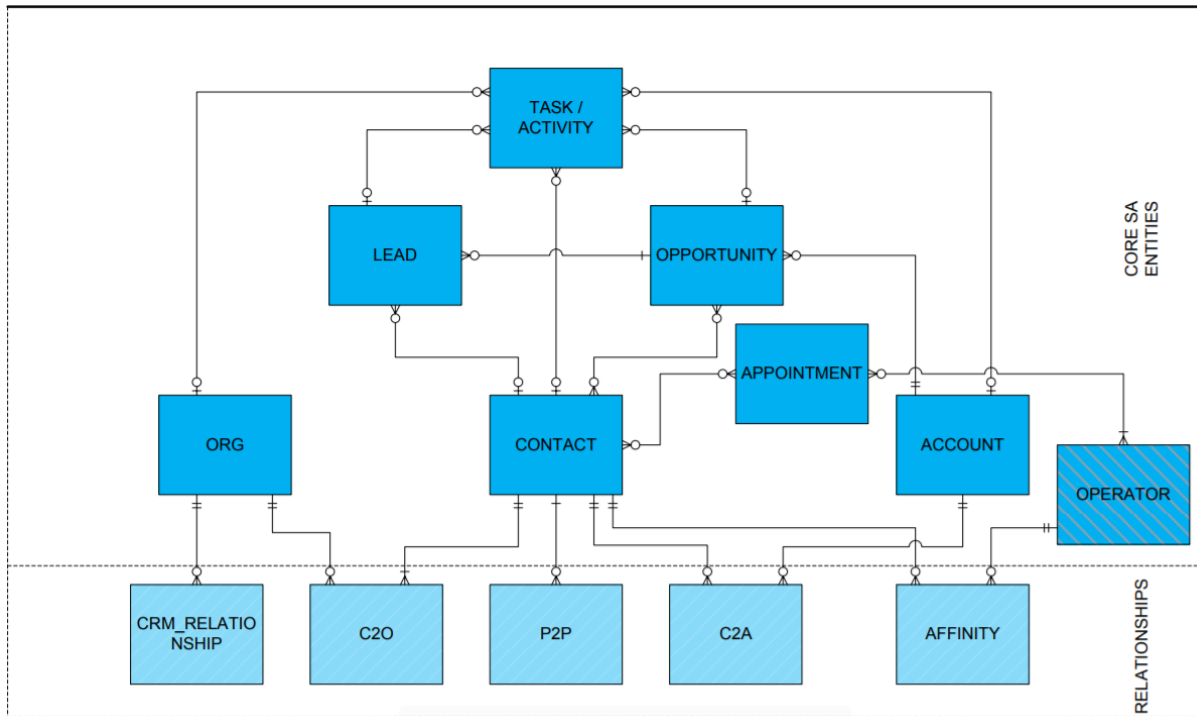 TASK /
ACTIVITY
LEAD
OPPORTUNITY
CORE SA
ENTITIES
APPOINTMENT
ORG
CONTACT
ACCOUNT
OPERATOR
CRM_RELATIO
NSHIP
C2O
P2P
C2A
AFFINITY
RELATIONSHIPS